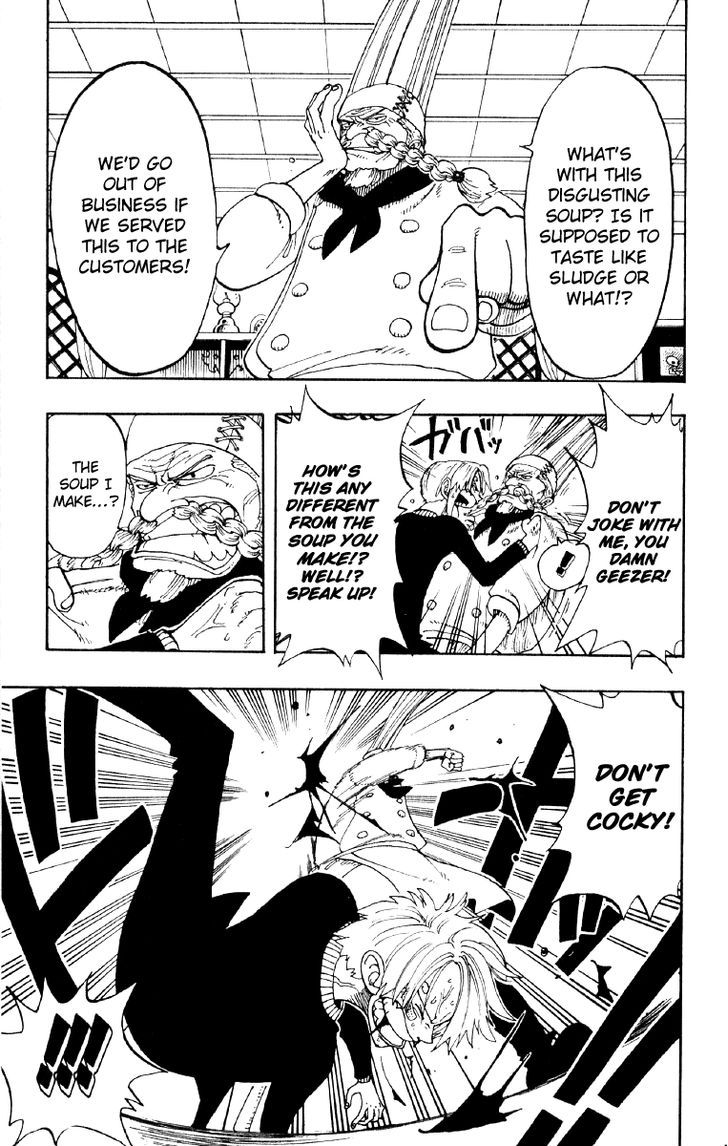 WHAT'S
WITH THIS
DISGUSTING
SOUP? IS IT
SUPPOSED TO
TASTE LIKE
SLUDGE OR
WHAT!?
WE'D GO
OUT OF
BUSINESS IF
WE SERVED
THIS TO THE
CUSTOMERS!
DON'T
JOKE WITH
ME, YOU
DAMN
GEEZER!
!
ガバッ
HOW'S
THIS ANY
DIFFERENT
FROM THE
SOUP YOU
MAKE!?
WELL!?
SPEAK UP!
THE
SOUP I
MAKE...?
DON'T
GET
COCKY!
!!!